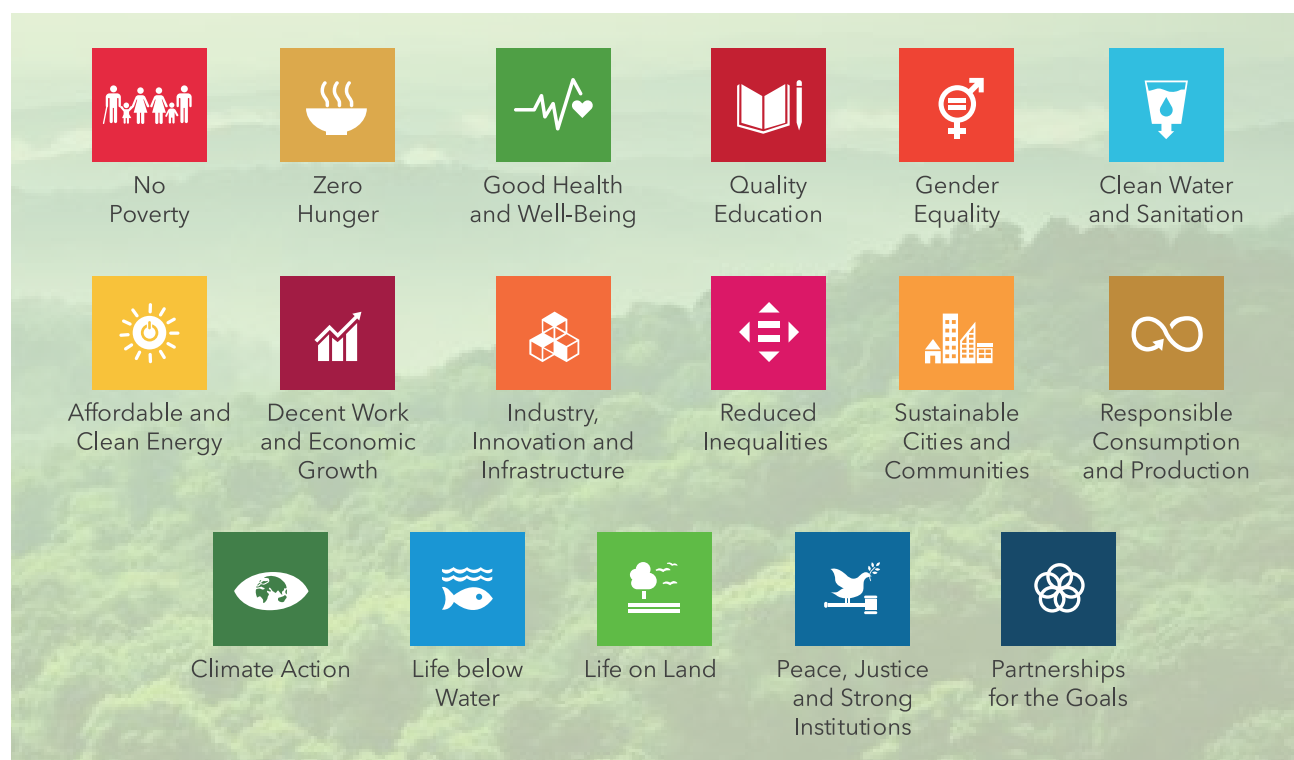 No
Poverty
Zero
Hunger
Good Health
and Well-Being
Quality
Education
Gender
Equality
Clean Water
and Sanitation
Affordable and
Clean Energy
Decent Work
and Economic
Growth
Industry,
Innovation and
Infrastructure
Reduced
Inequalities
Sustainable
Cities and
Communities
Responsible
Consumption
and Production
Climate Action
Life below
Water
Life on Land
Peace, Justice
and Strong
Institutions
Partnerships
for the Goals